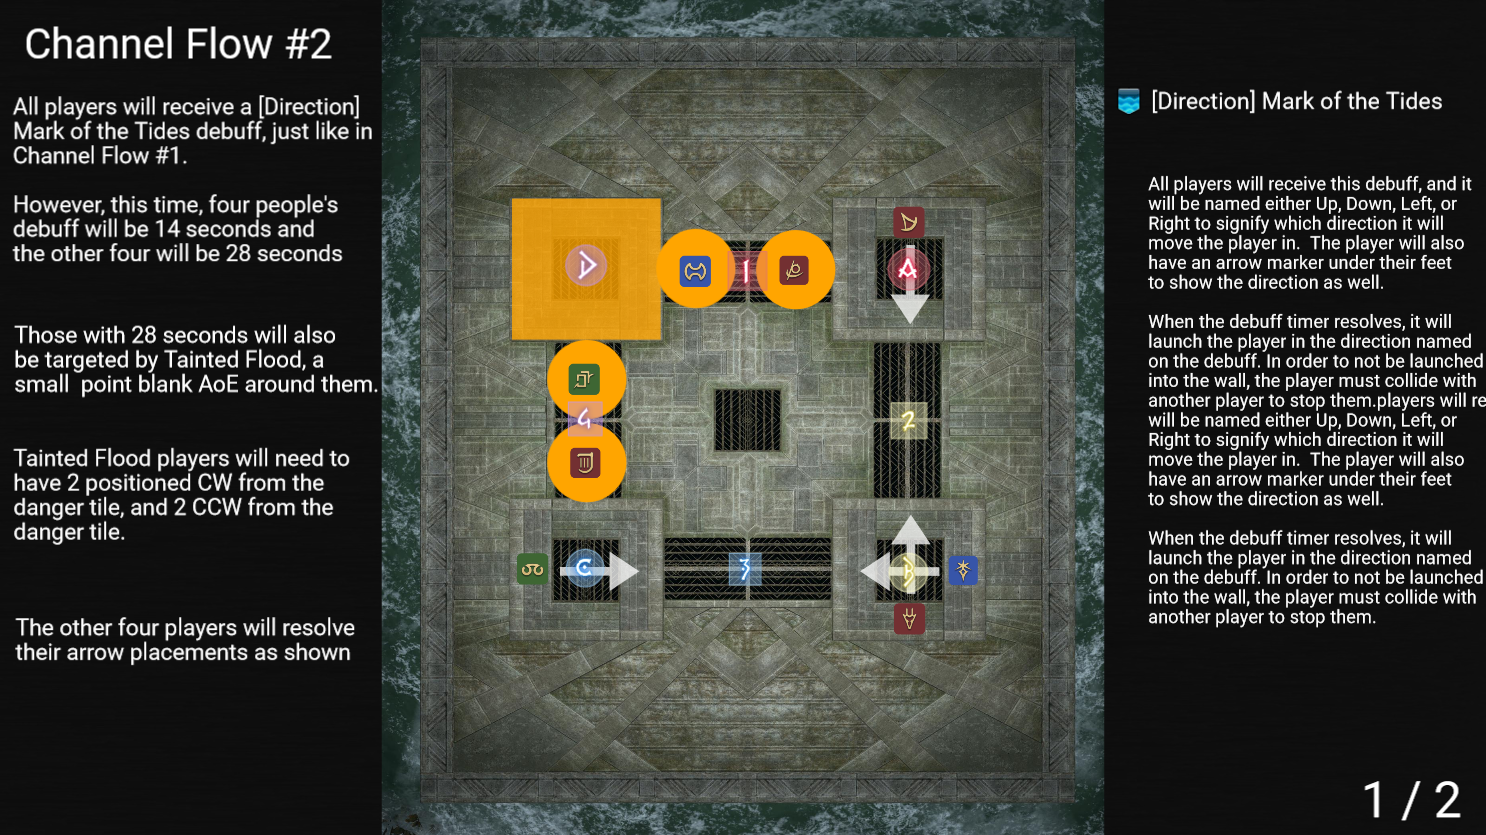 Channel Flow #2
All players will receive a [Direction]
Mark of the Tides debuff, just like in
Channel Flow #1.
However, this time, four people's
debuff will be 14 seconds and
the other four will be 28 seconds
Those with 28 seconds will also
be targeted by Tainted Flood, a
small point blank AoE around them.
Tainted Flood players will need to
have 2 positioned CW from the
danger tile, and 2 CCW from the
danger tile.
The other four players will resolve
their arrow placements as shown
D
1
A
4
2
C
3
B
[Direction] Mark of the Tides
All players will receive this debuff, and it
will be named either Up, Down, Left, or
Right to signify which direction it will
move the player in. The player will also
have an arrow marker under their feet
to show the direction as well.
When the debuff timer resolves, it will
launch the player in the direction named
on the debuff. In order to not be launched
into the wall, the player must collide with
another player to stop them.players will re
will be named either Up, Down, Left, or
Right to signify which direction it will
move the player in. The player will also
have an arrow marker under their feet
to show the direction as well.
When the debuff timer resolves, it will
launch the player in the direction named
on the debuff. In order to not be launched
into the wall, the player must collide with
another player to stop them.
1 / 2